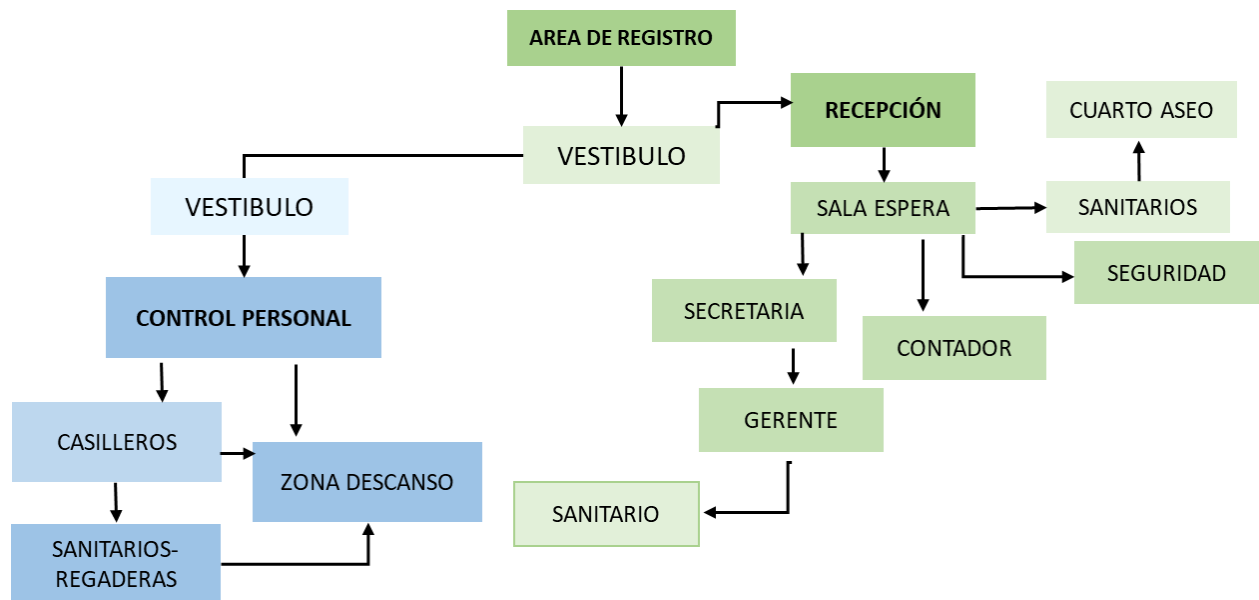 AREA DE REGISTRO
RECEPCIÓN
CUARTO ASEO
VESTIBULO
VESTIBULO
SALA ESPERA
SANITARIOS
SEGURIDAD
CONTROL PERSONAL
SECRETARIA
CONTADOR
GERENTE
CASILLEROS
ZONA DESCANSO
SANITARIO
SANITARIOS-
REGADERAS